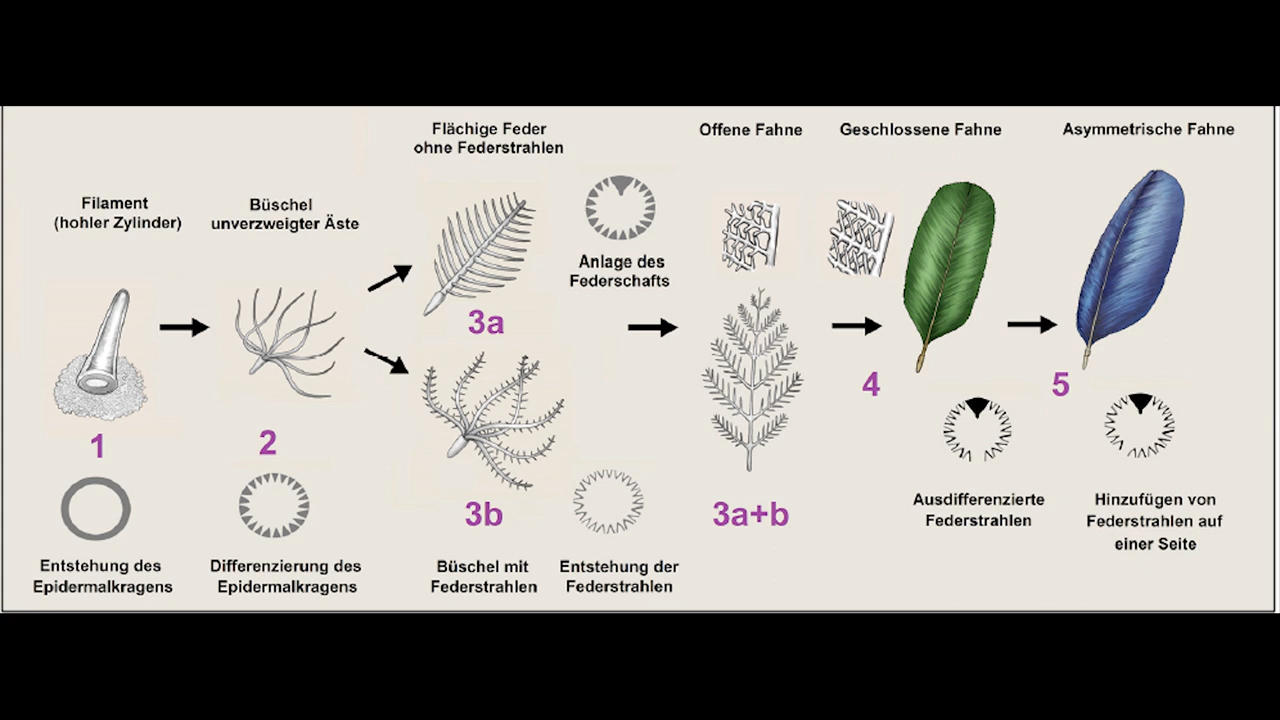 Filament
(hohler Zylinder)
1
Entstehung des
Epidermalkragens
Büschel
unverzweigter Äste
2
Differenzierung des
Epidermalkragens
Flächige Feder
ohne Federstrahlen
3a
Anlage des
Federschafts
3b
Büschel mit
Federstrahlen
Entstehung der
Federstrahlen
Offene Fahne
3a+b
Geschlossene Fahne
4
Ausdifferenzierte
Federstrahlen
Asymmetrische Fahne
5
Hinzufügen von
Federstrahlen auf
einer Seite